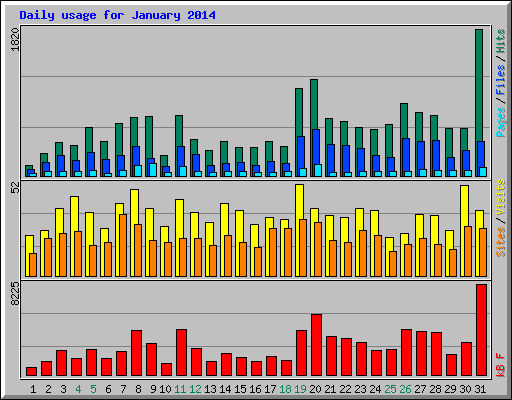 Daily usage for January 2014
1820
Pages / Files / Hits
52
Sites / Visits
8225
kB F
1 2 3 4 5 6 7 8 9 10 11 12 13 14 15 16 17 18 19 20 21 22 23 24 25 26 27 28 29 30 31